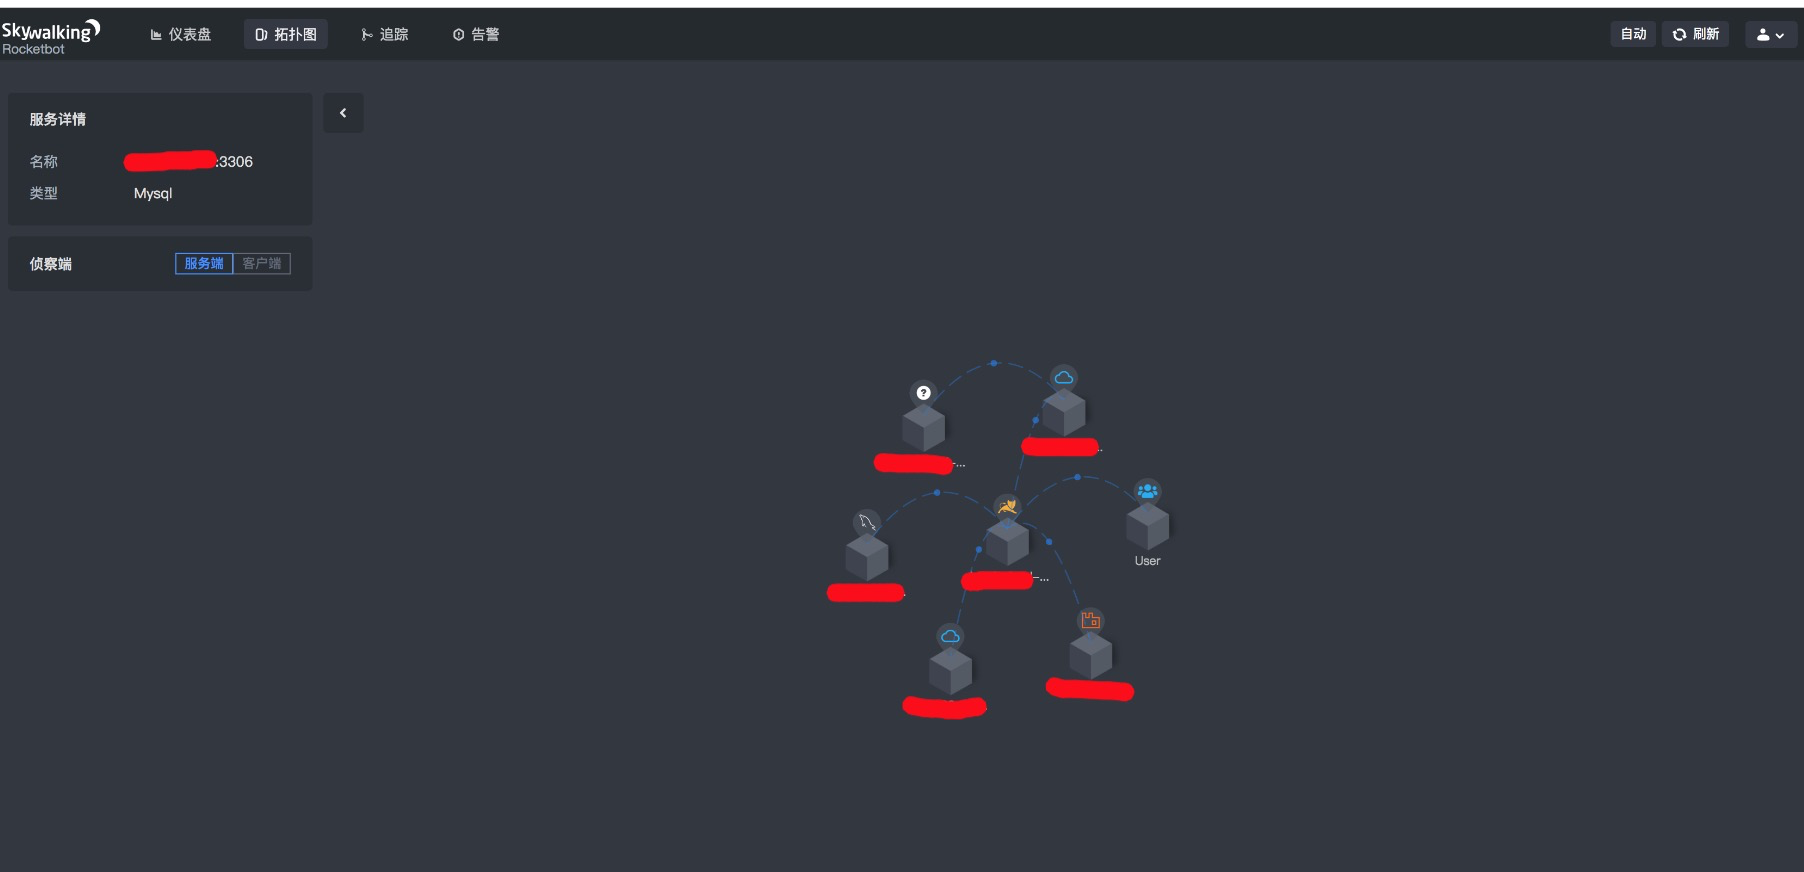 Skywalking
Rocketbot
仪表盘
拓扑图
追踪
告警
自动
刷新
服务详情
名称 :3306
类型 Mysql
侦察端 服务端 客户端
User